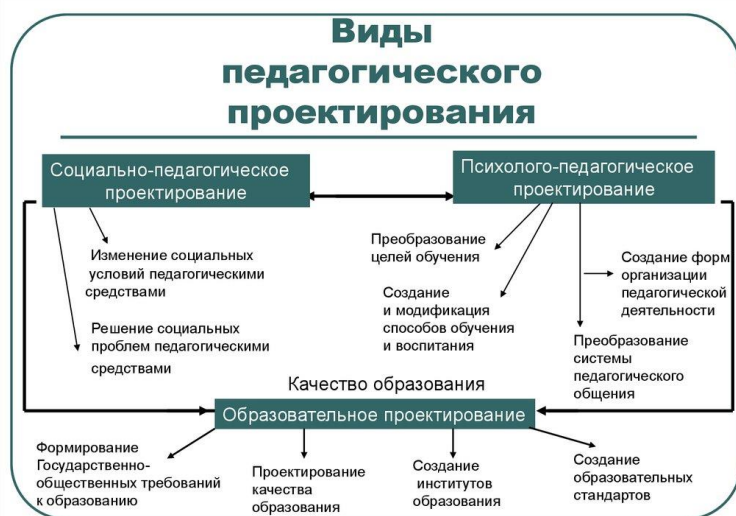 Виды
педагогического
проектирования
Социально-педагогическое
проектирование
Психолого-педагогическое
проектирование
Изменение социальных
условий педагогическими
средствами
Решение социальных
проблем педагогическими
средствами
Преобразование
целей обучения
Создание
и модификация
способов обучения
и воспитания
Создание форм
организации
педагогической
деятельности
Преобразование
системы
педагогического
общения
Качество образования
Образовательное проектирование
Формирование
Государственно-
общественных требований
к образованию
Проектирование
качества
образования
Создание
институтов
образования
Создание
образовательных
стандартов